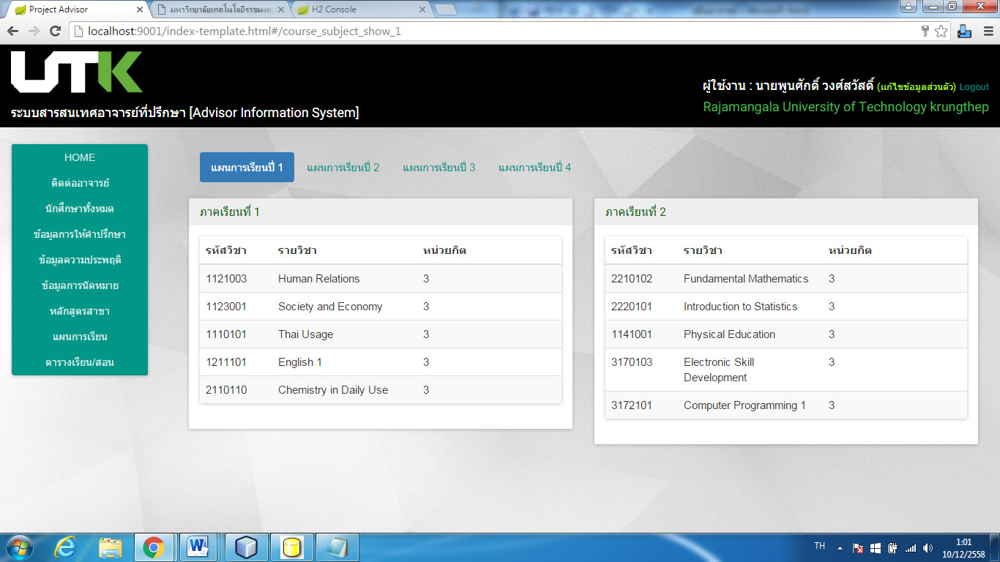 Project Advisor
มหาวิทยาลัยเทคโนโลยีราชมงค
H2 Console
localhost:9001/index-template.html#/course_subject_show_1
UTK
ระบบสารสนเทศอาจารย์ที่ปรึกษา [Advisor Information System]
ผู้ใช้งาน : นายพูนศักดิ์ วงศ์สวัสดิ์ (แก้ไขข้อมูลส่วนตัว) Logout
Rajamangala University of Technology krungthep
HOME
ติดต่ออาจารย์
นักศึกษาทั้งหมด
ข้อมูลการให้คำปรึกษา
ข้อมูลความประพฤติ
ข้อมูลการนัดหมาย
หลักสูตรสาขา
แผนการเรียน
ตารางเรียน/สอน
แผนการเรียนปี 1 แผนการเรียนปี 2 แผนการเรียนปี 3 แผนการเรียนปี 4
ภาคเรียนที่ 1
รหัสวิชา รายวิชา หน่วยกิต
1121003 Human Relations 3
1123001 Society and Economy 3
1110101 Thai Usage 3
1211101 English 1 3
2110110 Chemistry in Daily Use 3
ภาคเรียนที่ 2
รหัสวิชา รายวิชา หน่วยกิต
2210102 Fundamental Mathematics 3
2220101 Introduction to Statistics 3
1141001 Physical Education 3
3170103 Electronic Skill 3
Development
3172101 Computer Programming 1 3
TH
1:01
10/12/2558